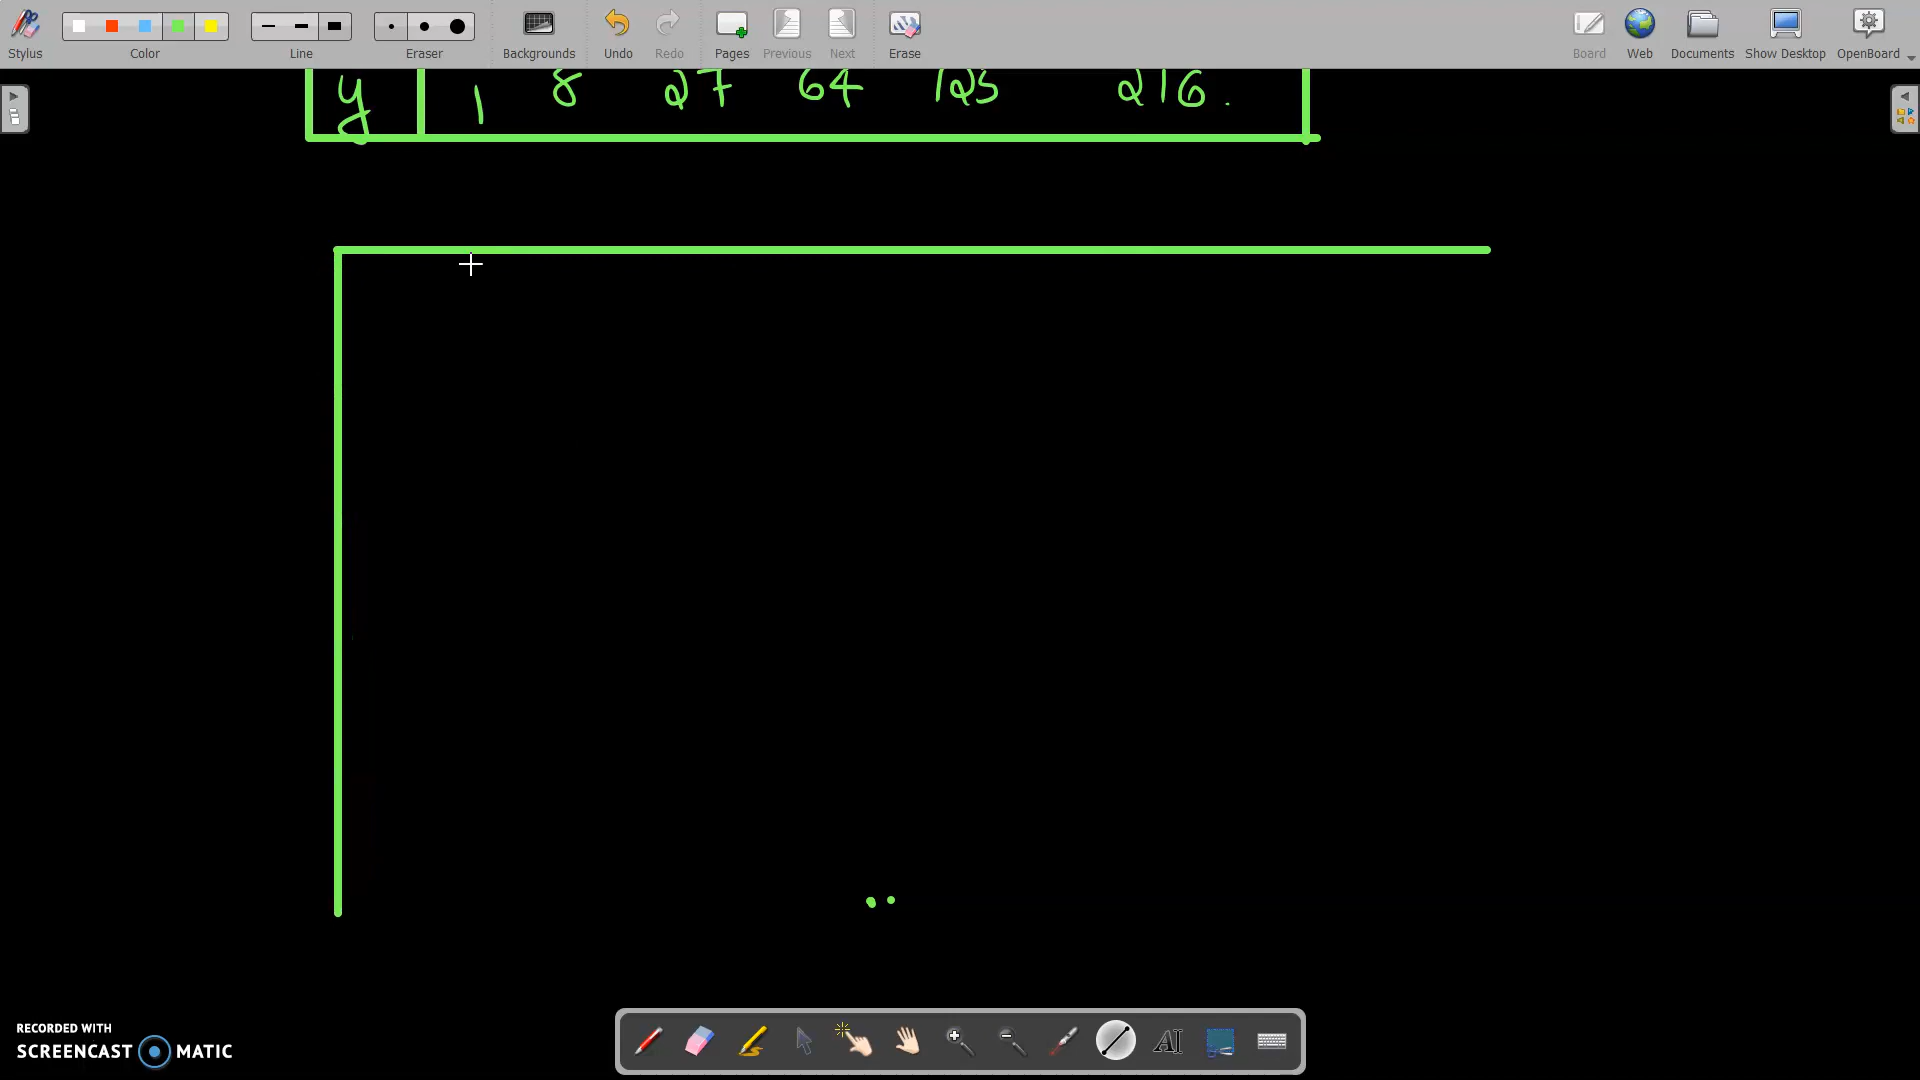 Stylus Color Line Eraser Backgrounds Undo Redo Pages Previous Next Erase Board Web Documents Show Desktop OpenBoard
y 1 8 27 64 125 216.
AI
RECORDED WITH
SCREENCAST MATIC